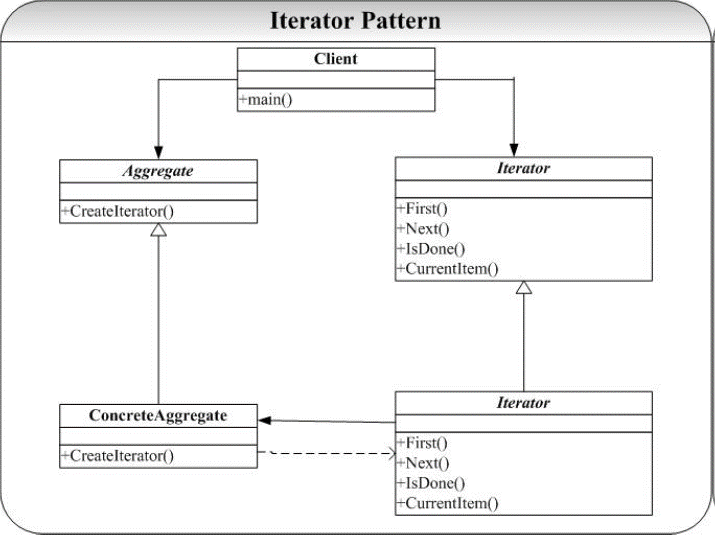 Iterator Pattern
Client
+main()
Aggregate
+CreateIterator()
Iterator
+First()
+Next()
+IsDone()
+CurrentItem()
ConcreteAggregate
+CreateIterator()
Iterator
+First()
+Next()
+IsDone()
+CurrentItem()